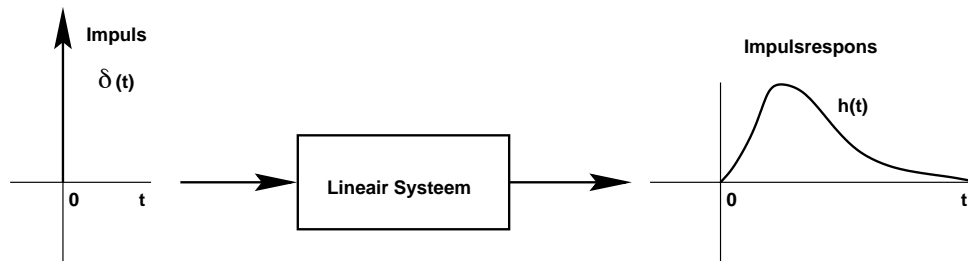 Impuls
δ(t)
0 t
Lineair Systeem
Impulsrespons
h(t)
0 t